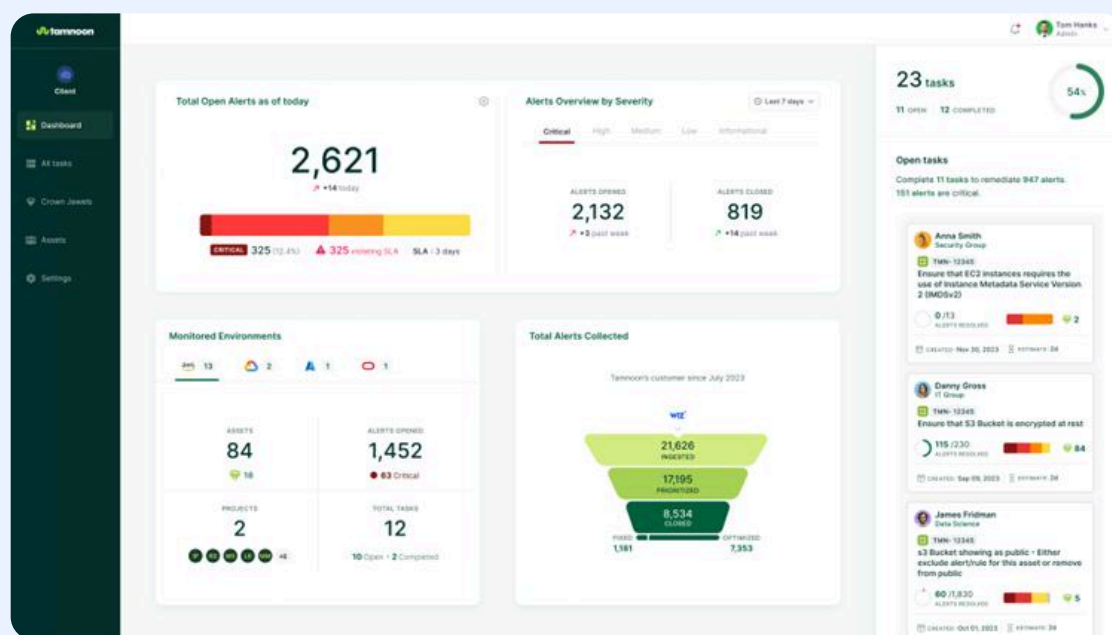 tamnoon
Client
Dashboard
All tasks
Crown Jewels
Assets
Settings
Tom Hanks
Admin
Total Open Alerts as of today
2,621
+14 today
CRITICAL 325 (12.4%) 325 violating SLA SLA : 3 days
Alerts Overview by Severity
Last 7 days
Critical High Medium Low Informational
ALERTS OPENED
2,132
+3 past week
ALERTS CLOSED
819
+14 past week
Monitored Environments
aws 13 2 1 1
ASSETS
84
18
ALERTS OPENED
1,452
63 Critical
PROJECTS
2
TOTAL TASKS
12
10 Open • 2 Completed
Total Alerts Collected
Tamnoon's customer since July 2023
WIZ
21,626
INGESTED
17,195
PRIORITIZED
8,534
CLOSED
FIXED
1,181
OPTIMIZED
7,353
23 tasks
11 OPEN 12 COMPLETED
54%
Open tasks
Complete 11 tasks to remediate 947 alerts.
151 alerts are critical.
Anna Smith
Security Group
TMN- 12345
Ensure that EC2 instances requires the
use of Instance Metadata Service Version
2 (IMDSv2)
0 /13
ALERTS RESOLVED
2
CREATED: Nov 30, 2023 ESTIMATE: 2d
Danny Gross
IT Group
TMN- 12345
Ensure that S3 Bucket is encrypted at rest
115 /230
ALERTS RESOLVED
84
CREATED: Sep 09, 2023 ESTIMATE: 2d
James Fridman
Data Science
TMN- 12345
s3 Bucket showing as public - Either
exclude alert/rule for this asset or remove
from public
60 /1,830
ALERTS RESOLVED
5
CREATED: Oct 01, 2023 ESTIMATE: 2d